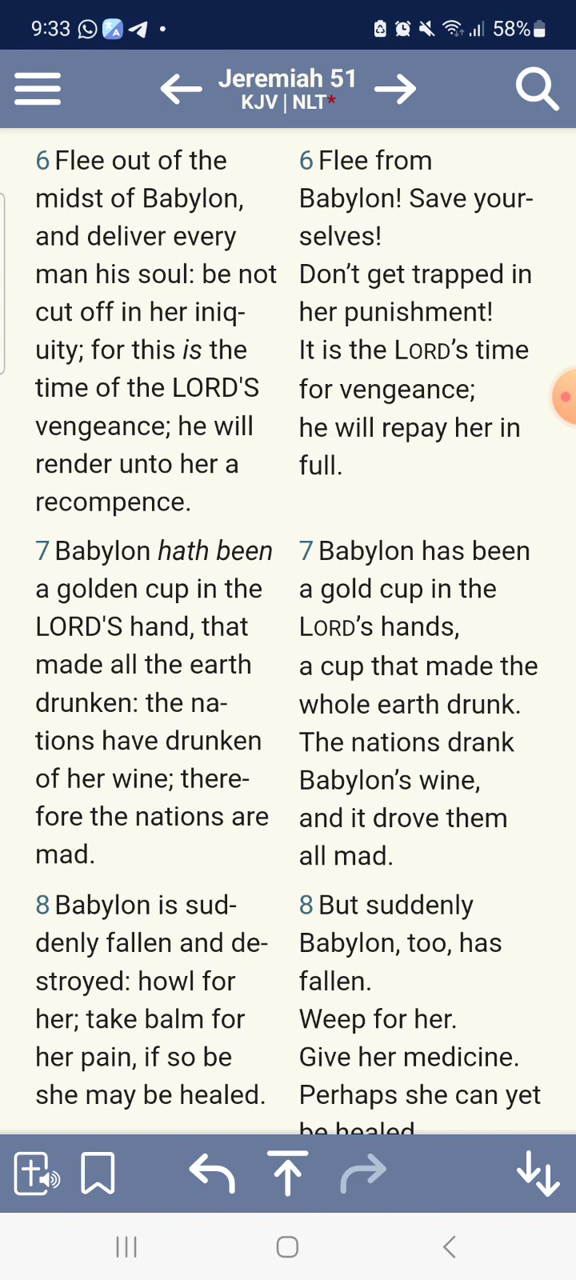 9:33
58%
Jeremiah 51
KJV | NLT*
6 Flee out of the
midst of Babylon,
and deliver every
man his soul: be not
cut off in her iniq-
uity; for this is the
time of the LORD'S
vengeance; he will
render unto her a
recompence.
7 Babylon hath been
a golden cup in the
LORD'S hand, that
made all the earth
drunken: the na-
tions have drunken
of her wine; there-
fore the nations are
mad.
8 Babylon is sud-
denly fallen and de-
stroyed: howl for
her; take balm for
her pain, if so be
she may be healed.
6 Flee from
Babylon! Save your-
selves!
Don’t get trapped in
her punishment!
It is the LORD’s time
for vengeance;
he will repay her in
full.
7 Babylon has been
a gold cup in the
LORD’s hands,
a cup that made the
whole earth drunk.
The nations drank
Babylon’s wine,
and it drove them
all mad.
8 But suddenly
Babylon, too, has
fallen.
Weep for her.
Give her medicine.
Perhaps she can yet
be healed